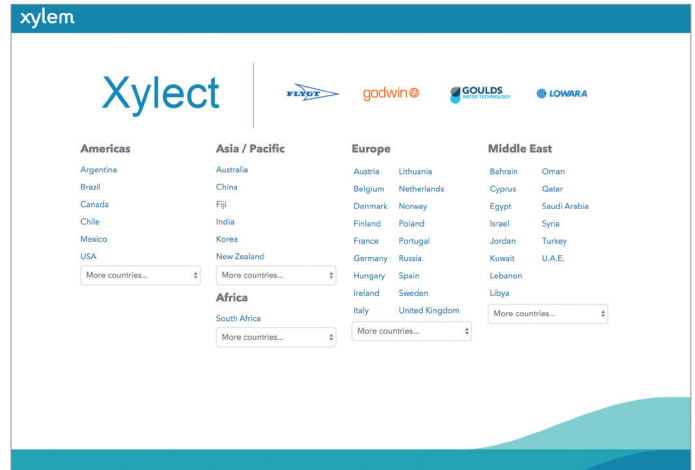 xylem
Xylect
FLYGT
godwin
GOULDS
WATER TECHNOLOGY
LOWARA
Americas
Argentina
Brazil
Canada
Chile
Mexico
USA
More countries...
Asia / Pacific
Australia
China
Fiji
India
Korea
New Zealand
More countries...
Africa
South Africa
More countries...
Europe
Austria
Belgium
Denmark
Finland
France
Germany
Hungary
Ireland
Italy
Lithuania
Netherlands
Norway
Poland
Portugal
Russia
Spain
Sweden
United Kingdom
More countries...
Middle East
Bahrain
Cyprus
Egypt
Israel
Jordan
Kuwait
Lebanon
Libya
Oman
Qatar
Saudi Arabia
Syria
Turkey
U.A.E.
More countries...